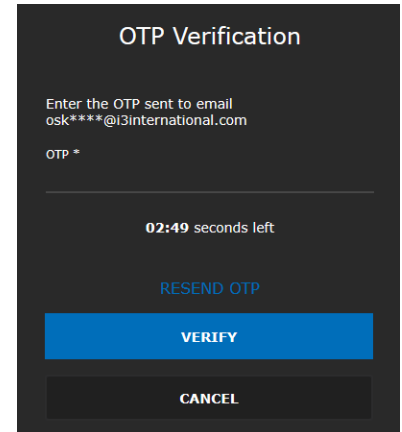 OTP Verification
Enter the OTP sent to email
osk****@i3international.com
OTP *
02:49 seconds left
RESEND OTP
VERIFY
CANCEL